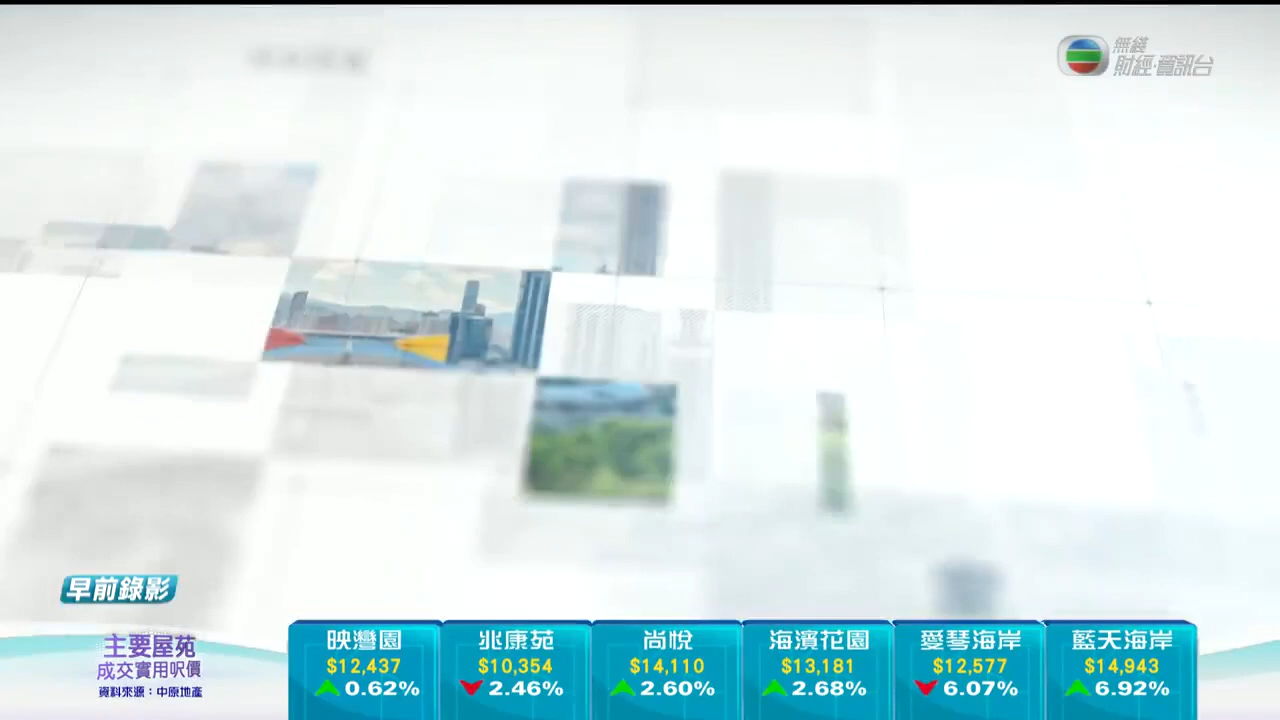 無綫
財經·資訊台
早前錄影
主要屋苑
成交實用呎價
資料來源：中原地產
映灣園
$12,437
0.62%
兆康苑
$10,354
2.46%
尚悅
$14,110
2.60%
海濱花園
$13,181
2.68%
愛琴海岸
$12,577
6.07%
藍天海岸
$14,943
6.92%